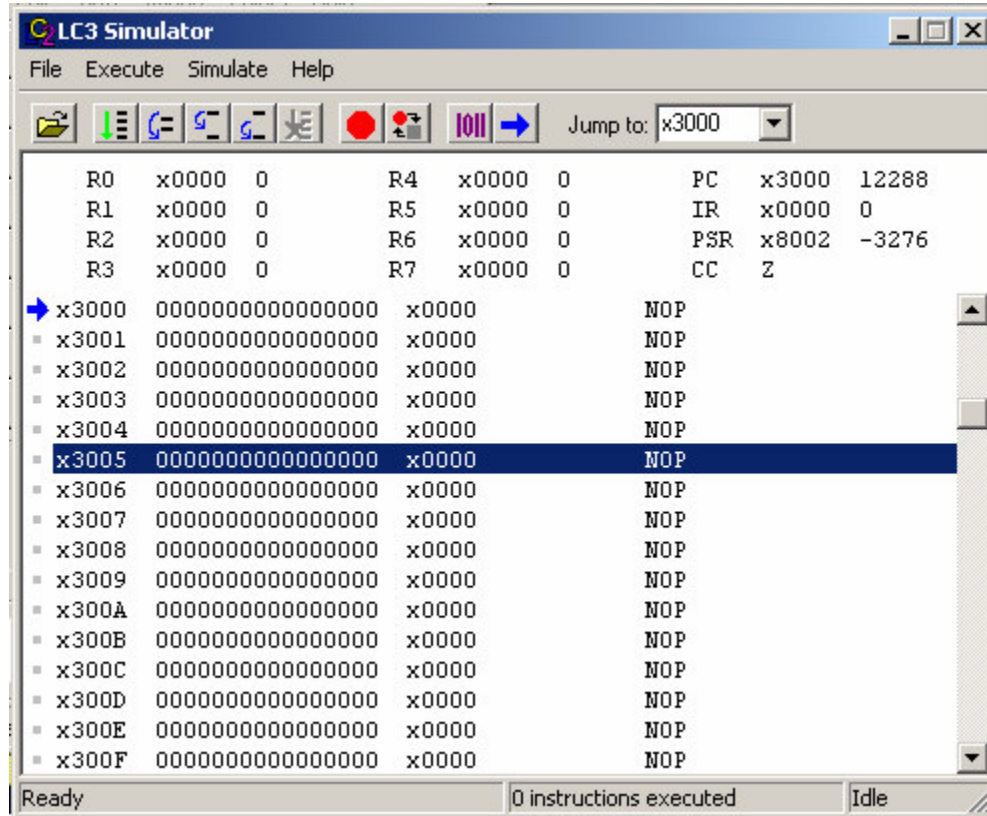 LC3 Simulator
File Execute Simulate Help
Jump to: x3000
R0 x0000 0 R4 x0000 0 PC x3000 12288
R1 x0000 0 R5 x0000 0 IR x0000 0
R2 x0000 0 R6 x0000 0 PSR x8002 -3276
R3 x0000 0 R7 x0000 0 CC Z
x3000 0000000000000000 x0000 NOP
x3001 0000000000000000 x0000 NOP
x3002 0000000000000000 x0000 NOP
x3003 0000000000000000 x0000 NOP
x3004 0000000000000000 x0000 NOP
x3005 0000000000000000 x0000 NOP
x3006 0000000000000000 x0000 NOP
x3007 0000000000000000 x0000 NOP
x3008 0000000000000000 x0000 NOP
x3009 0000000000000000 x0000 NOP
x300A 0000000000000000 x0000 NOP
x300B 0000000000000000 x0000 NOP
x300C 0000000000000000 x0000 NOP
x300D 0000000000000000 x0000 NOP
x300E 0000000000000000 x0000 NOP
x300F 0000000000000000 x0000 NOP
Ready 0 instructions executed Idle